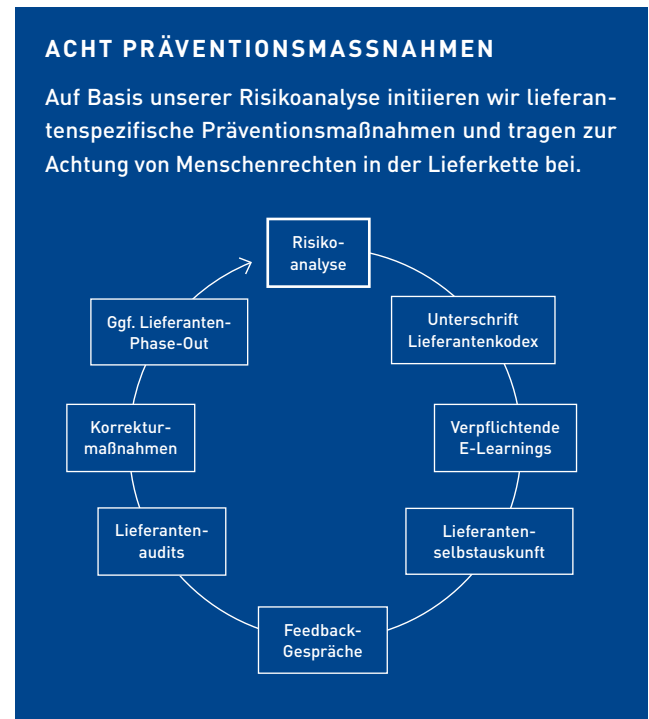 ACHT PRÄVENTIONSMASSNAHMEN
Auf Basis unserer Risikoanalyse initiieren wir lieferan-
tenspezifische Präventionsmaßnahmen und tragen zur
Achtung von Menschenrechten in der Lieferkette bei.
Risiko-
analyse
Unterschrift
Lieferantenkodex
Verpflichtende
E-Learnings
Lieferanten-
selbstauskunft
Feedback-
Gespräche
Lieferanten-
audits
Korrektur-
maßnahmen
Ggf. Lieferanten-
Phase-Out